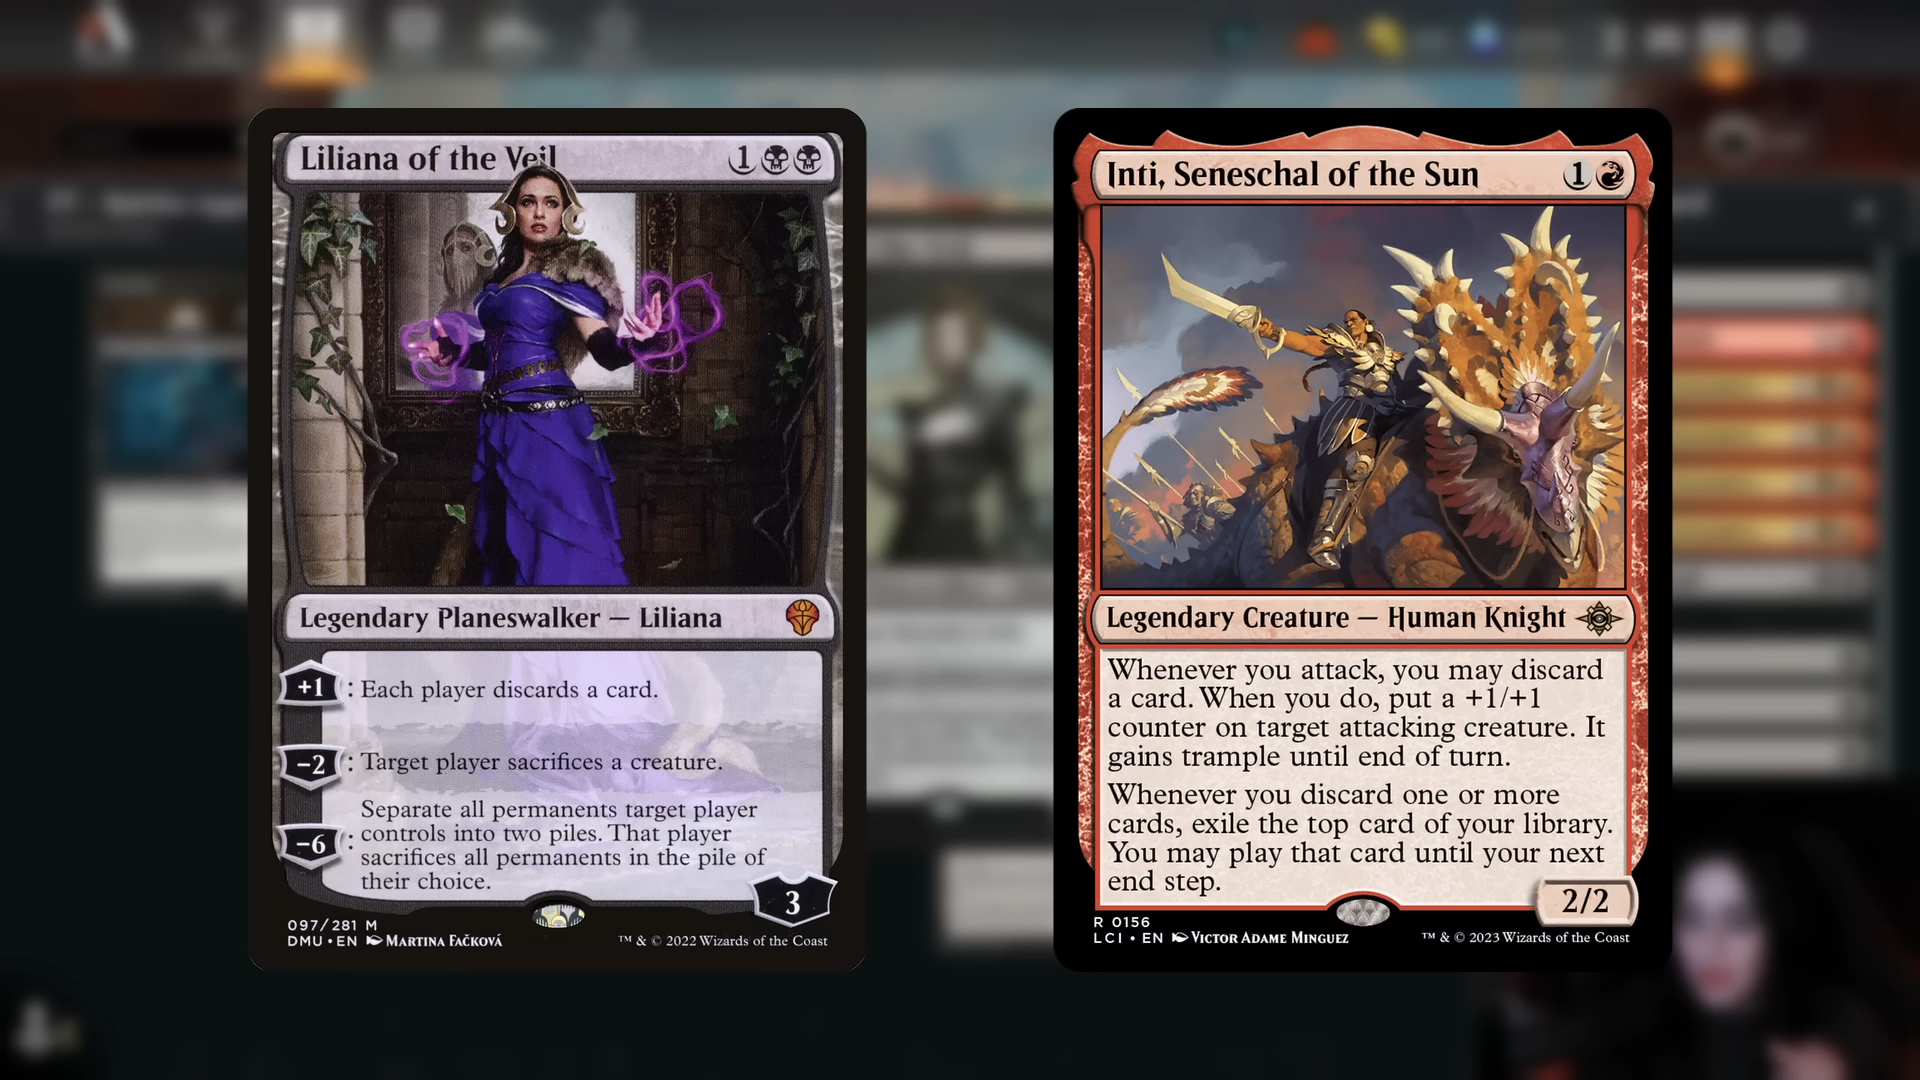 Liliana of the Veil
1
Legendary Planeswalker — Liliana
+1 : Each player discards a card.
−2 : Target player sacrifices a creature.
Separate all permanents target player
−6 : controls into two piles. That player
sacrifices all permanents in the pile of
their choice.
3
097/281 M
DMU • EN Martina Fačková
™ & © 2022 Wizards of the Coast
Inti, Seneschal of the Sun
1
Legendary Creature — Human Knight
Whenever you attack, you may discard
a card. When you do, put a +1/+1
counter on target attacking creature. It
gains trample until end of turn.
Whenever you discard one or more
cards, exile the top card of your library.
You may play that card until your next
end step.
2/2
R 0156
LCI • EN Victor Adame Minguez
™ & © 2023 Wizards of the Coast